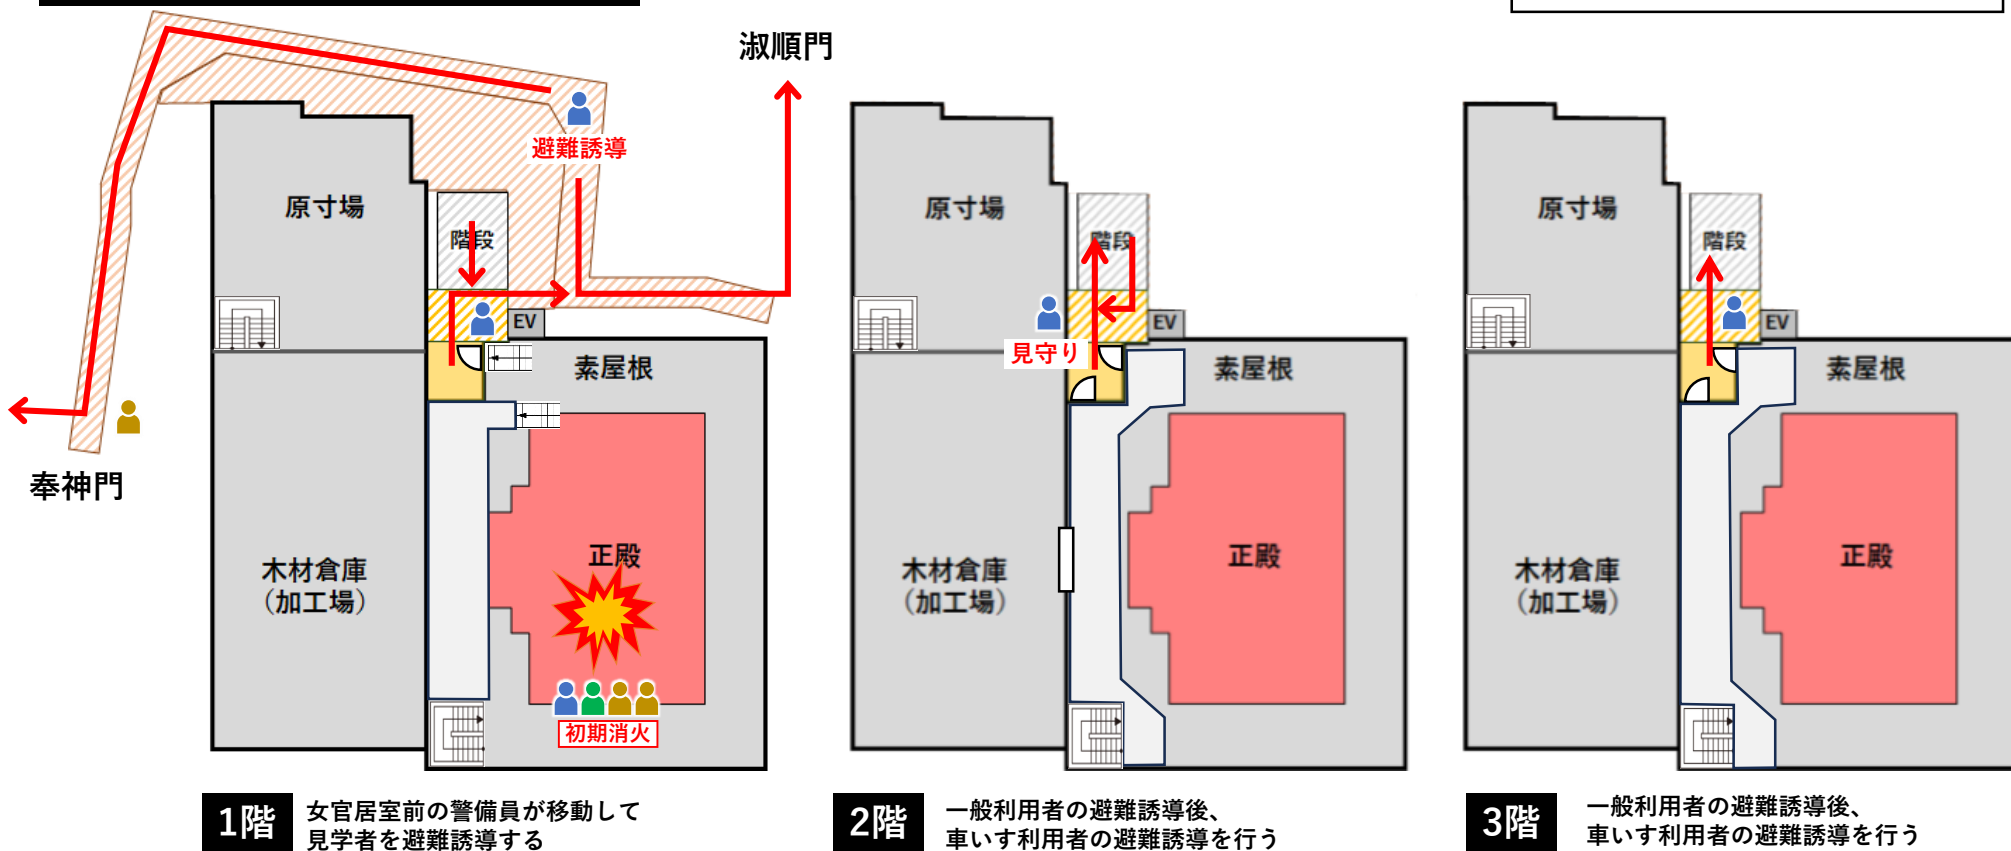 淑順門
避難誘導
原寸場
階段
EV
素屋根
奉神門
正殿
木材倉庫
（加工場）
初期消火
1階
女官居室前の警備員が移動して
見学者を避難誘導する
原寸場
階段
EV
見守り
素屋根
正殿
木材倉庫
（加工場）
2階
一般利用者の避難誘導後、
車いす利用者の避難誘導を行う
原寸場
階段
EV
素屋根
正殿
木材倉庫
（加工場）
3階
一般利用者の避難誘導後、
車いす利用者の避難誘導を行う